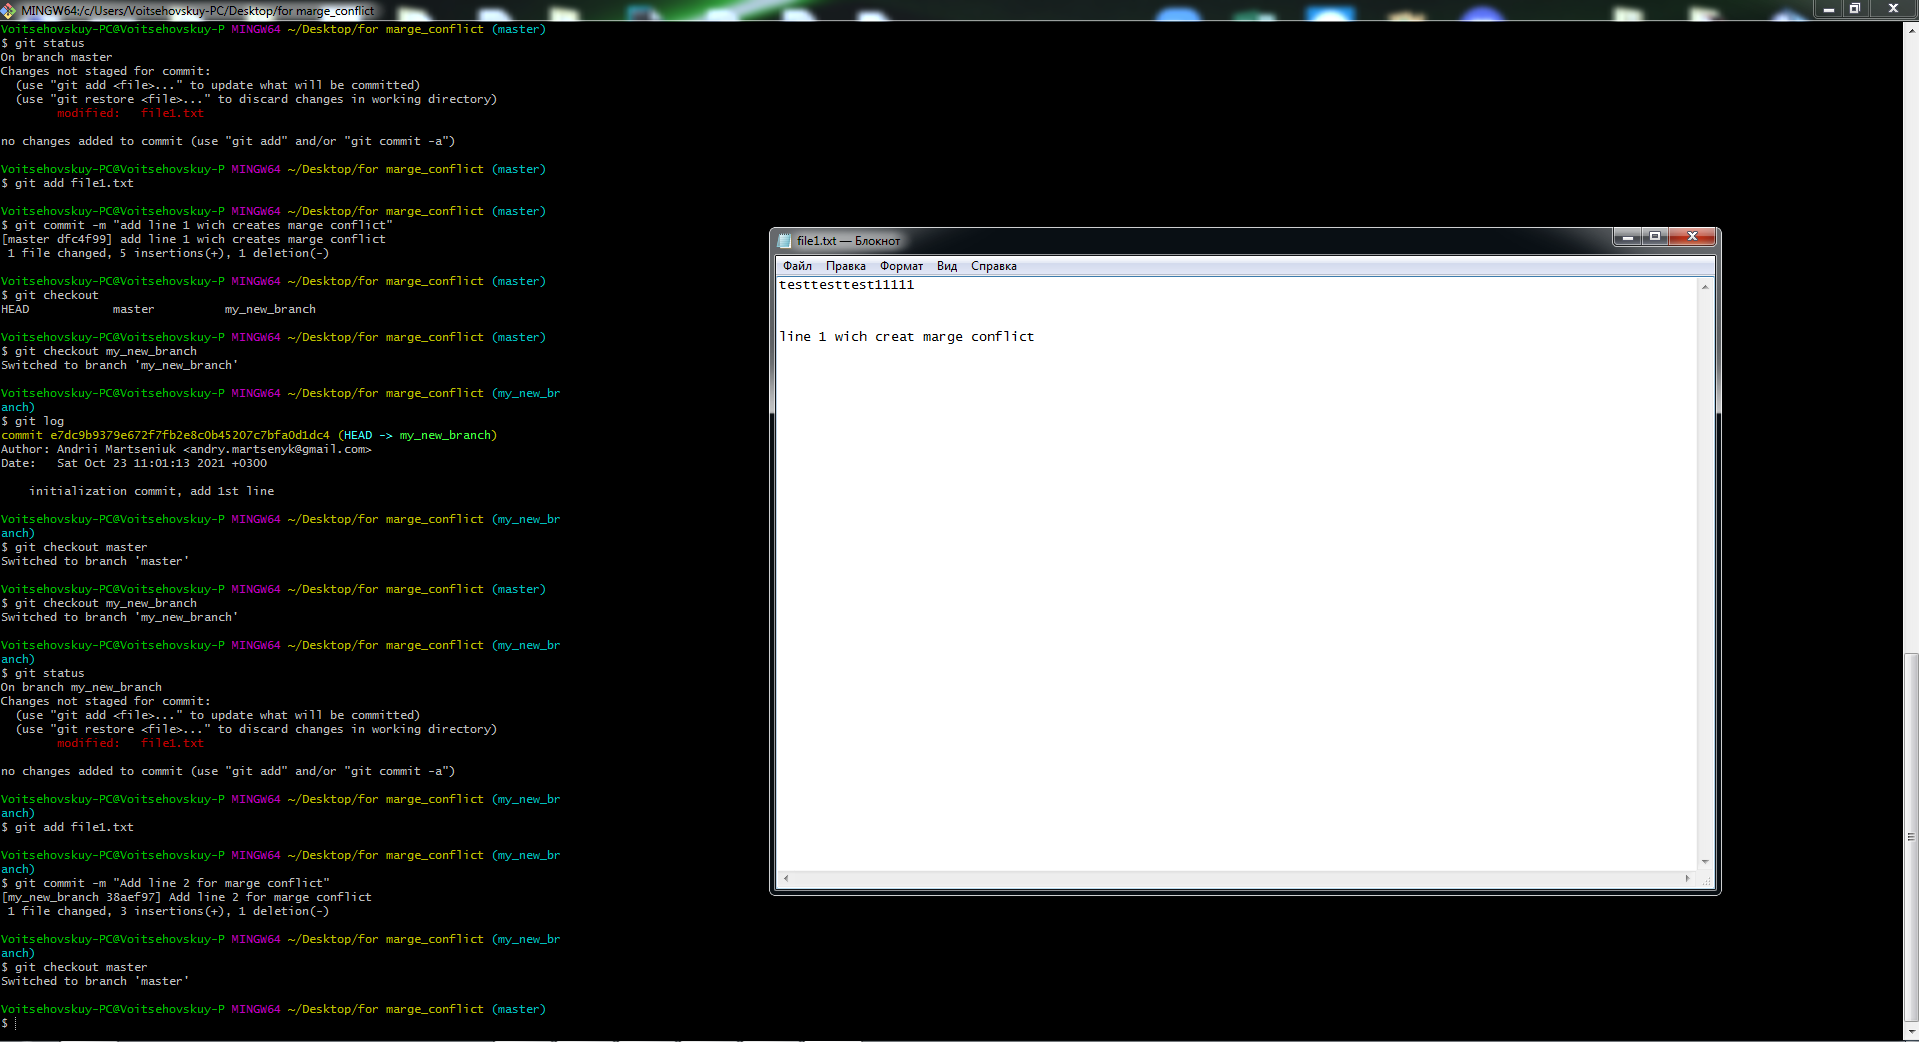 MINGW64:/c/Users/Voitsehovskuy-PC/Desktop/for marge_conflict
Voitsehovskuy-PC@Voitsehovskuy-P MINGW64 ~/Desktop/for marge_conflict (master)
$ git status
On branch master
Changes not staged for commit:
  (use "git add <file>..." to update what will be committed)
  (use "git restore <file>..." to discard changes in working directory)
        modified:   file1.txt
no changes added to commit (use "git add" and/or "git commit -a")
Voitsehovskuy-PC@Voitsehovskuy-P MINGW64 ~/Desktop/for marge_conflict (master)
$ git add file1.txt
Voitsehovskuy-PC@Voitsehovskuy-P MINGW64 ~/Desktop/for marge_conflict (master)
$ git commit -m "add line 1 wich creates marge conflict"
[master dfc4f99] add line 1 wich creates marge conflict
 1 file changed, 5 insertions(+), 1 deletion(-)
Voitsehovskuy-PC@Voitsehovskuy-P MINGW64 ~/Desktop/for marge_conflict (master)
$ git checkout
HEAD            master          my_new_branch
Voitsehovskuy-PC@Voitsehovskuy-P MINGW64 ~/Desktop/for marge_conflict (master)
$ git checkout my_new_branch
Switched to branch 'my_new_branch'
Voitsehovskuy-PC@Voitsehovskuy-P MINGW64 ~/Desktop/for marge_conflict (my_new_br
anch)
$ git log
commit e7dc9b9379e672f7fb2e8c0b45207c7bfa0d1dc4 (HEAD -> my_new_branch)
Author: Andrii Martseniuk <andry.martsenyk@gmail.com>
Date:   Sat Oct 23 11:01:13 2021 +0300
    initialization commit, add 1st line
Voitsehovskuy-PC@Voitsehovskuy-P MINGW64 ~/Desktop/for marge_conflict (my_new_br
anch)
$ git checkout master
Switched to branch 'master'
Voitsehovskuy-PC@Voitsehovskuy-P MINGW64 ~/Desktop/for marge_conflict (master)
$ git checkout my_new_branch
Switched to branch 'my_new_branch'
Voitsehovskuy-PC@Voitsehovskuy-P MINGW64 ~/Desktop/for marge_conflict (my_new_br
anch)
$ git status
On branch my_new_branch
Changes not staged for commit:
  (use "git add <file>..." to update what will be committed)
  (use "git restore <file>..." to discard changes in working directory)
        modified:   file1.txt
no changes added to commit (use "git add" and/or "git commit -a")
Voitsehovskuy-PC@Voitsehovskuy-P MINGW64 ~/Desktop/for marge_conflict (my_new_br
anch)
$ git add file1.txt
Voitsehovskuy-PC@Voitsehovskuy-P MINGW64 ~/Desktop/for marge_conflict (my_new_br
anch)
$ git commit -m "Add line 2 for marge conflict"
[my_new_branch 38aef97] Add line 2 for marge conflict
 1 file changed, 3 insertions(+), 1 deletion(-)
Voitsehovskuy-PC@Voitsehovskuy-P MINGW64 ~/Desktop/for marge_conflict (my_new_br
anch)
$ git checkout master
Switched to branch 'master'
Voitsehovskuy-PC@Voitsehovskuy-P MINGW64 ~/Desktop/for marge_conflict (master)
$
file1.txt — Блокнот
Файл Правка Формат Вид Справка
testtesttest11111
line 1 wich creat marge conflict